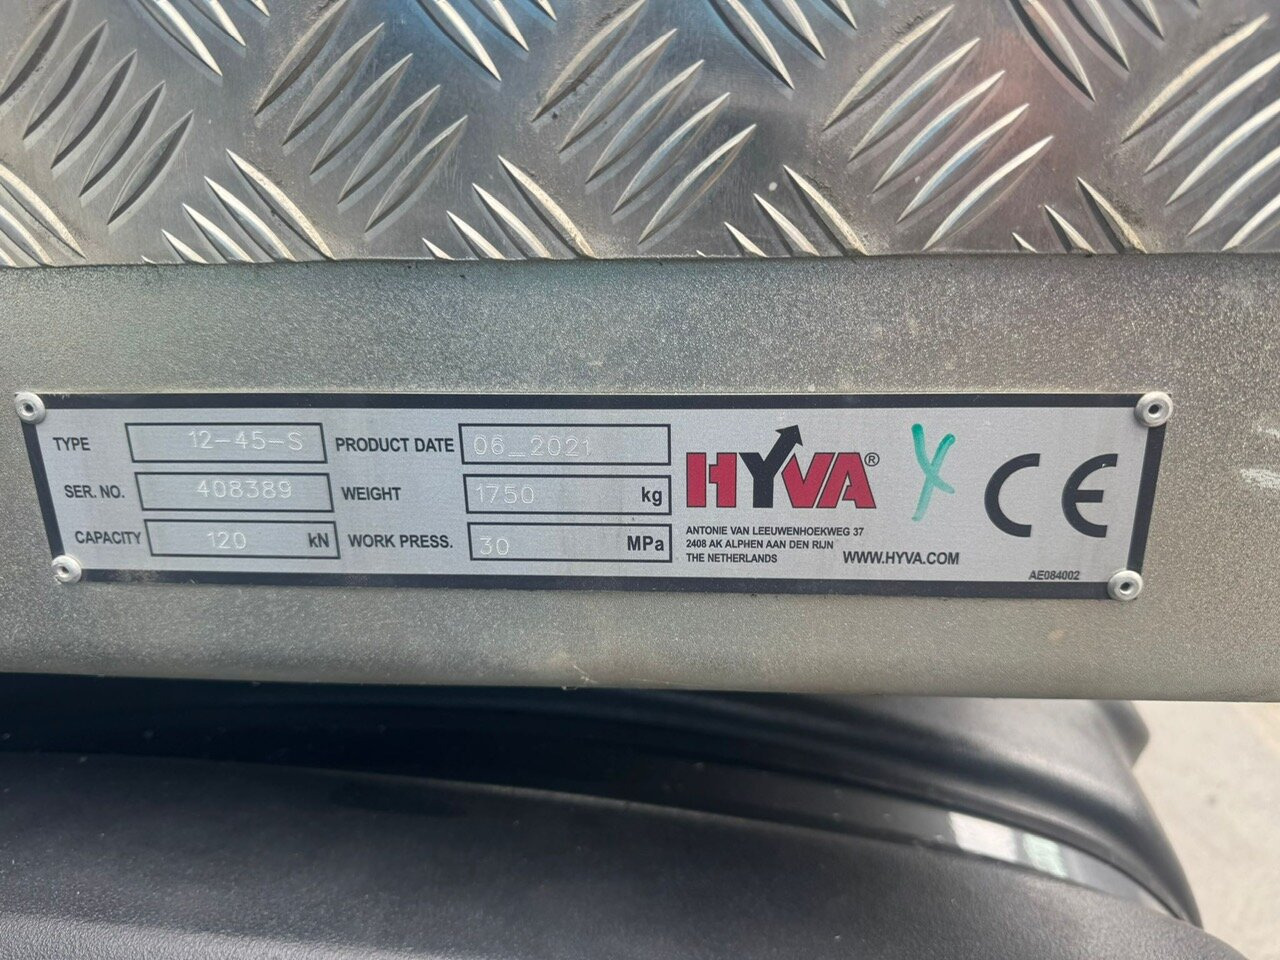 TYPE 12-45-S PRODUCT DATE 06_2021
SER. NO. 408389 WEIGHT 1750 kg
CAPACITY 120 kN WORK PRESS. 30 MPa
HYVA®
ANTONIE VAN LEEUWENHOEKWEG 37
2408 AK ALPHEN AAN DEN RIJN
THE NETHERLANDS WWW.HYVA.COM
X
CE
AE084002